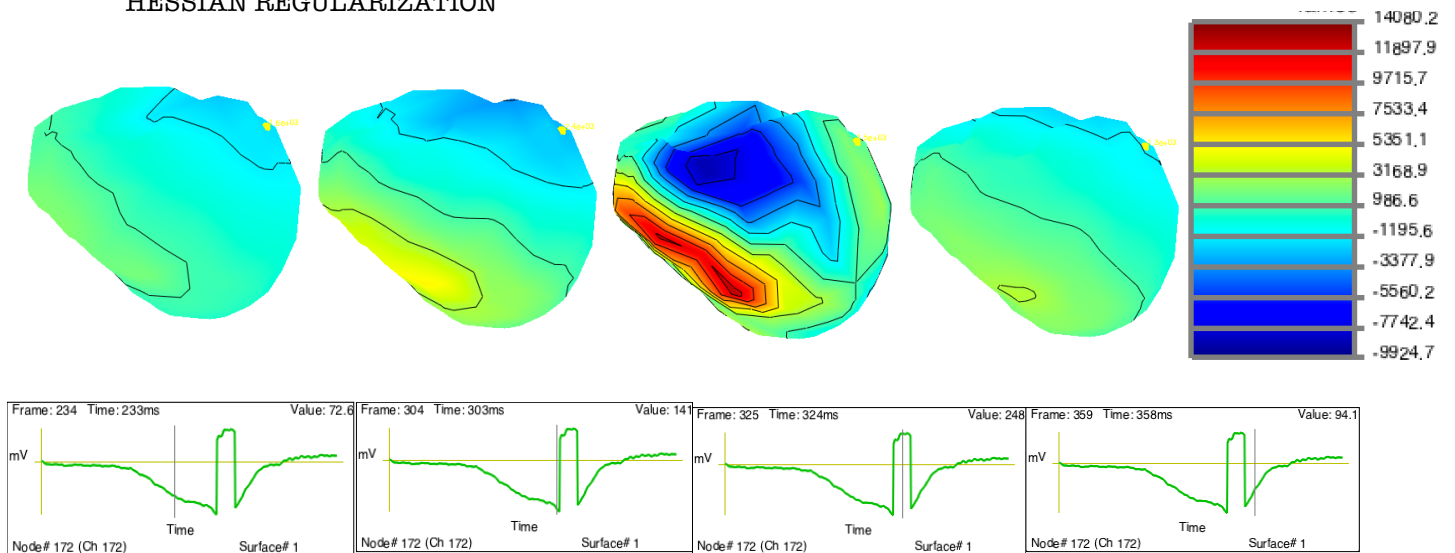 HESSIAN REGULARIZATION
14080.2
11897.9
9715.7
7533.4
5351.1
3168.9
986.6
-1195.6
-3377.9
-5560.2
-7742.4
-9924.7
Frame: 234 Time: 233ms Value: 72.6
mV
Time
Node# 172 (Ch 172) Surface# 1
Frame: 304 Time: 303ms Value: 141
mV
Time
Node# 172 (Ch 172) Surface# 1
Frame: 325 Time: 324ms Value: 248
mV
Time
Node# 172 (Ch 172) Surface# 1
Frame: 359 Time: 358ms Value: 94.1
mV
Time
Node# 172 (Ch 172) Surface# 1